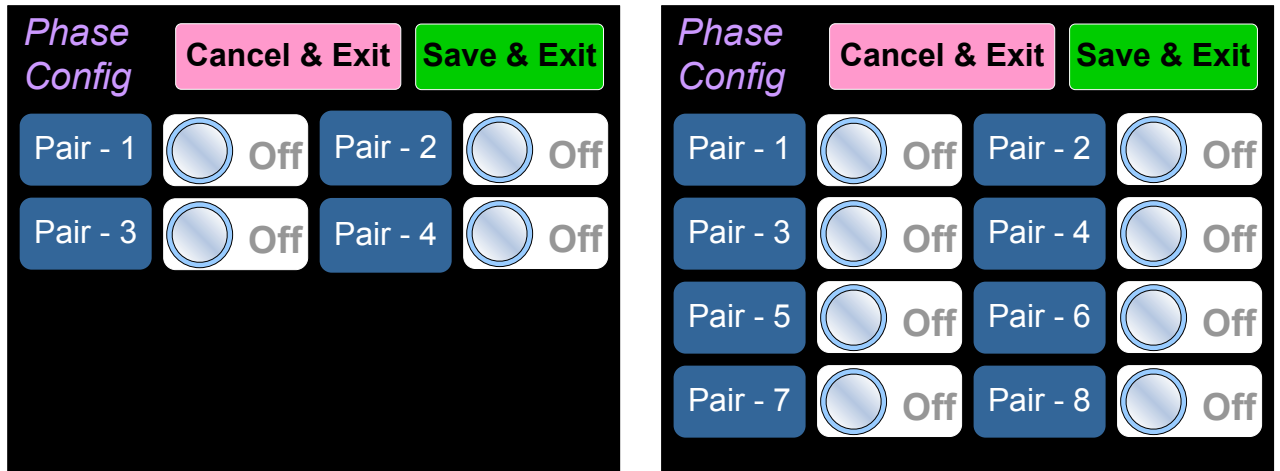 Phase
Config
Cancel & Exit
Save & Exit
Pair - 1
Off
Pair - 2
Off
Pair - 3
Off
Pair - 4
Off
Phase
Config
Cancel & Exit
Save & Exit
Pair - 1
Off
Pair - 2
Off
Pair - 3
Off
Pair - 4
Off
Pair - 5
Off
Pair - 6
Off
Pair - 7
Off
Pair - 8
Off